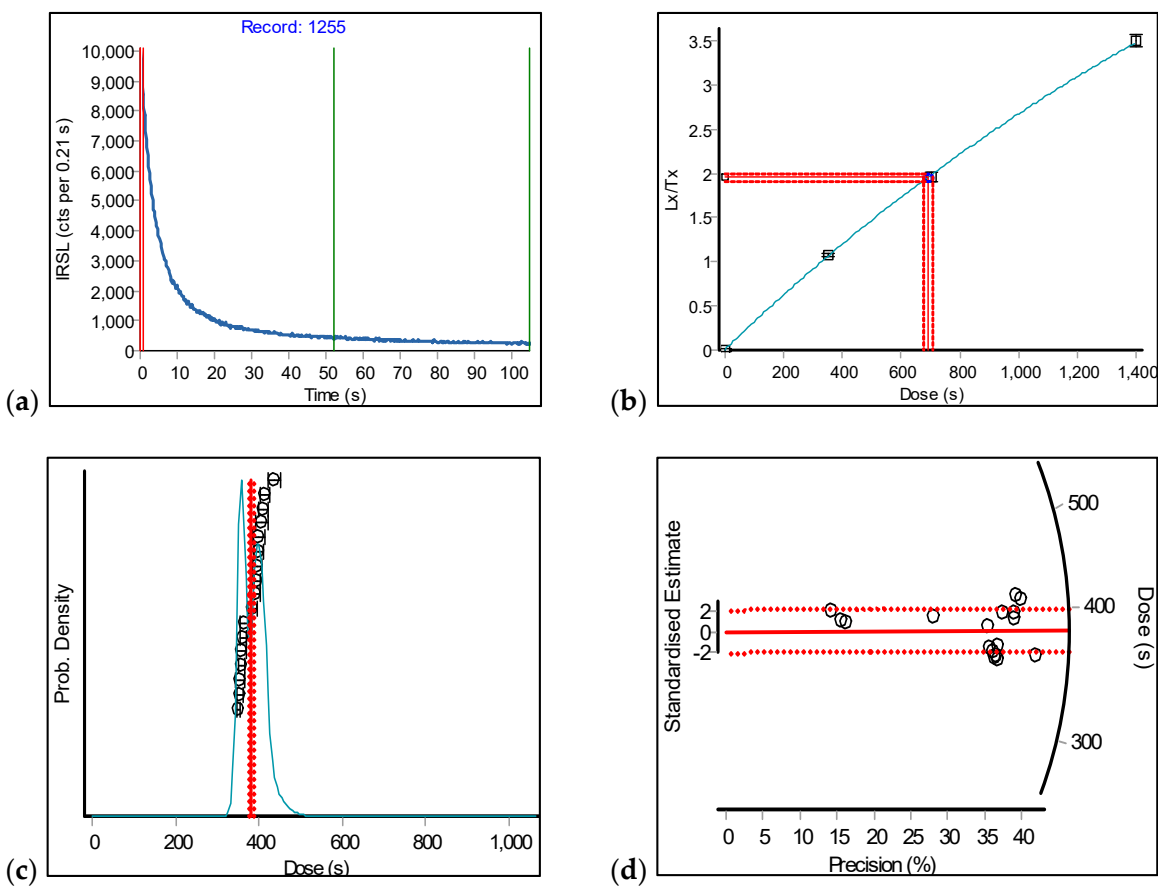 Record: 1255
10,000
9,000
8,000
7,000
6,000
5,000
4,000
3,000
2,000
1,000
0
IRSL (cts per 0.21 s)
0 10 20 30 40 50 60 70 80 90 100
Time (s)
(a)
3.5
3
2.5
2
1.5
1
0.5
0
Lx/Tx
0 200 400 600 800 1,000 1,200 1,400
Dose (s)
(b)
Prob. Density
0 200 400 600 800 1,000
Dose (s)
(c)
Standardised Estimate
2
0
-2
500
400
300
Dose (s)
0 5 10 15 20 25 30 35 40
Precision (%)
(d)